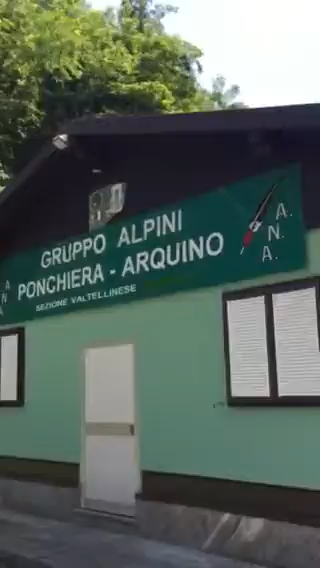 GRUPPO ALPINI
PONCHIERA - ARQUINO
SEZIONE VALTELLINESE
A.
N.
A.
A
N
A